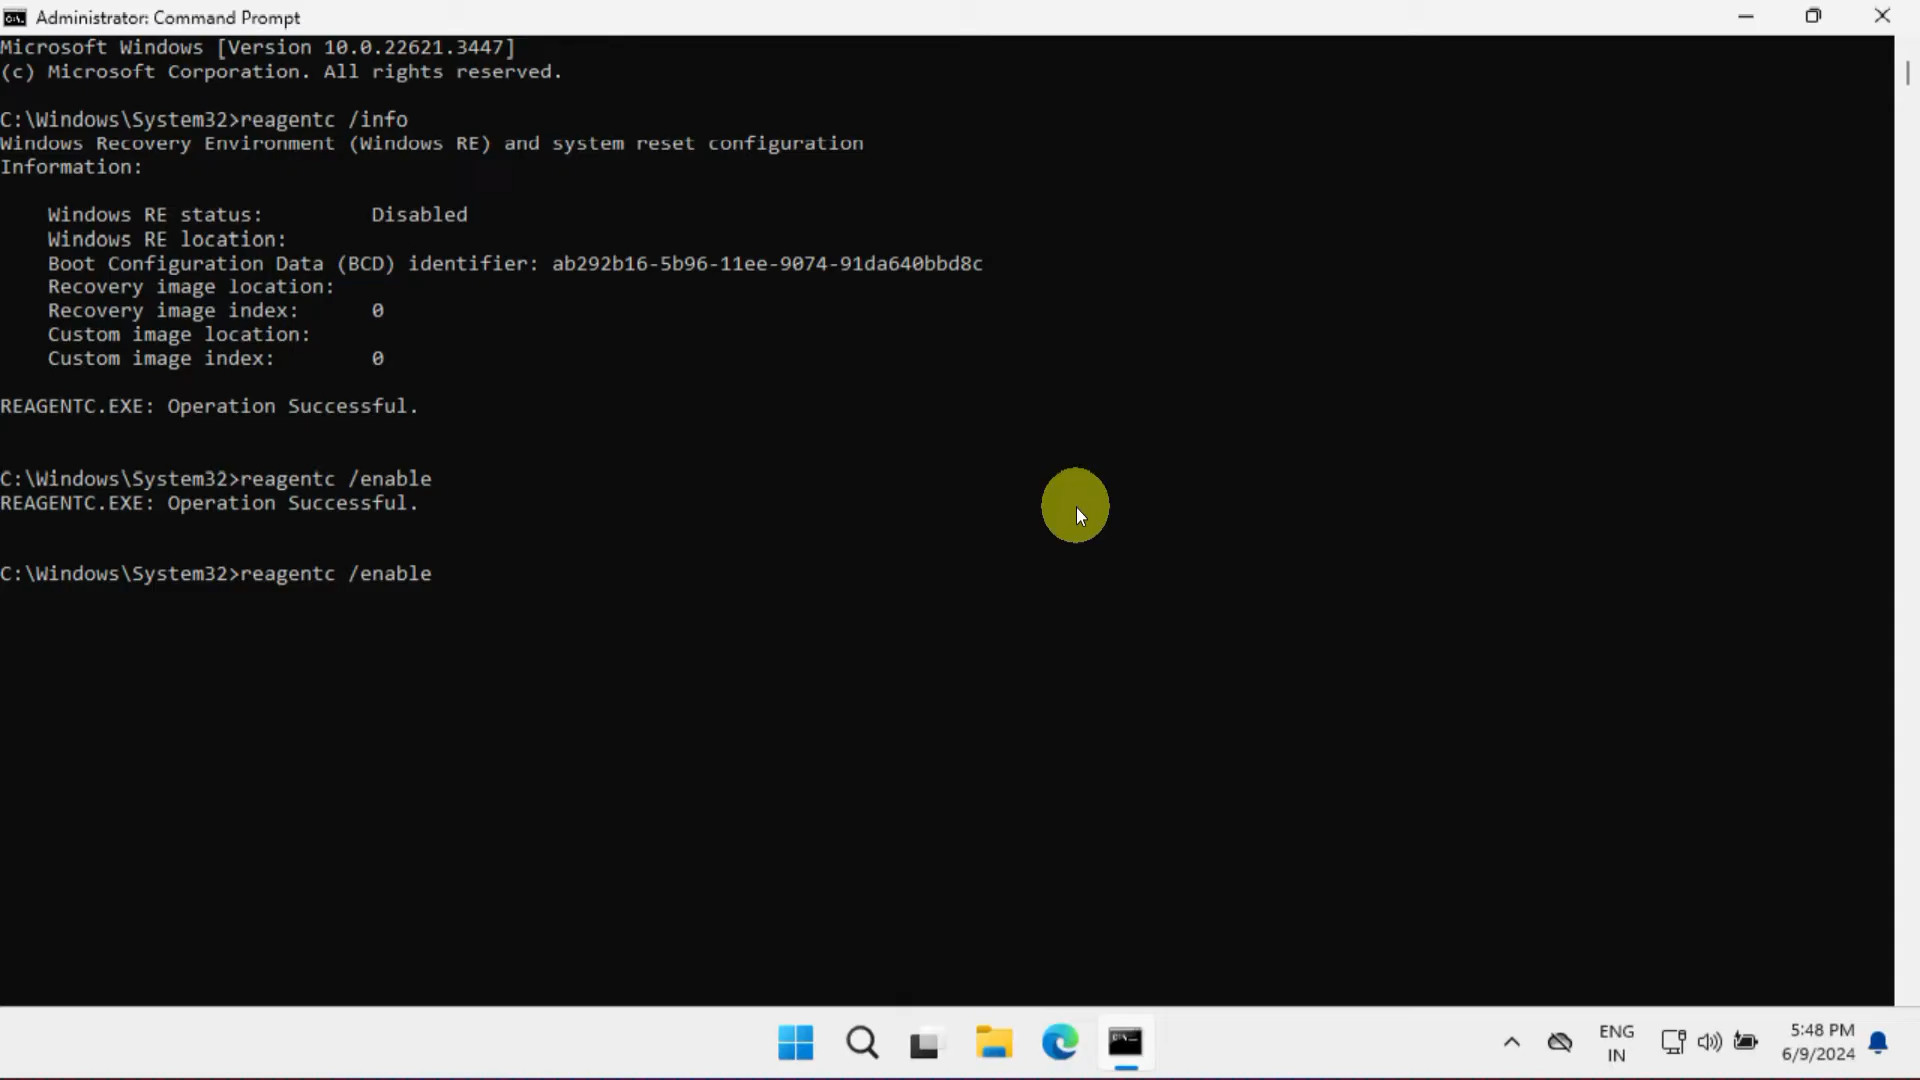 Administrator: Command Prompt
Microsoft Windows [Version 10.0.22621.3447]
(c) Microsoft Corporation. All rights reserved.
C:\Windows\System32>reagentc /info
Windows Recovery Environment (Windows RE) and system reset configuration
Information:
Windows RE status: Disabled
Windows RE location:
Boot Configuration Data (BCD) identifier: ab292b16-5b96-11ee-9074-91da640bbd8c
Recovery image location:
Recovery image index: 0
Custom image location:
Custom image index: 0
REAGENTC.EXE: Operation Successful.
C:\Windows\System32>reagentc /enable
REAGENTC.EXE: Operation Successful.
C:\Windows\System32>reagentc /enable
ENG
IN
5:48 PM
6/9/2024